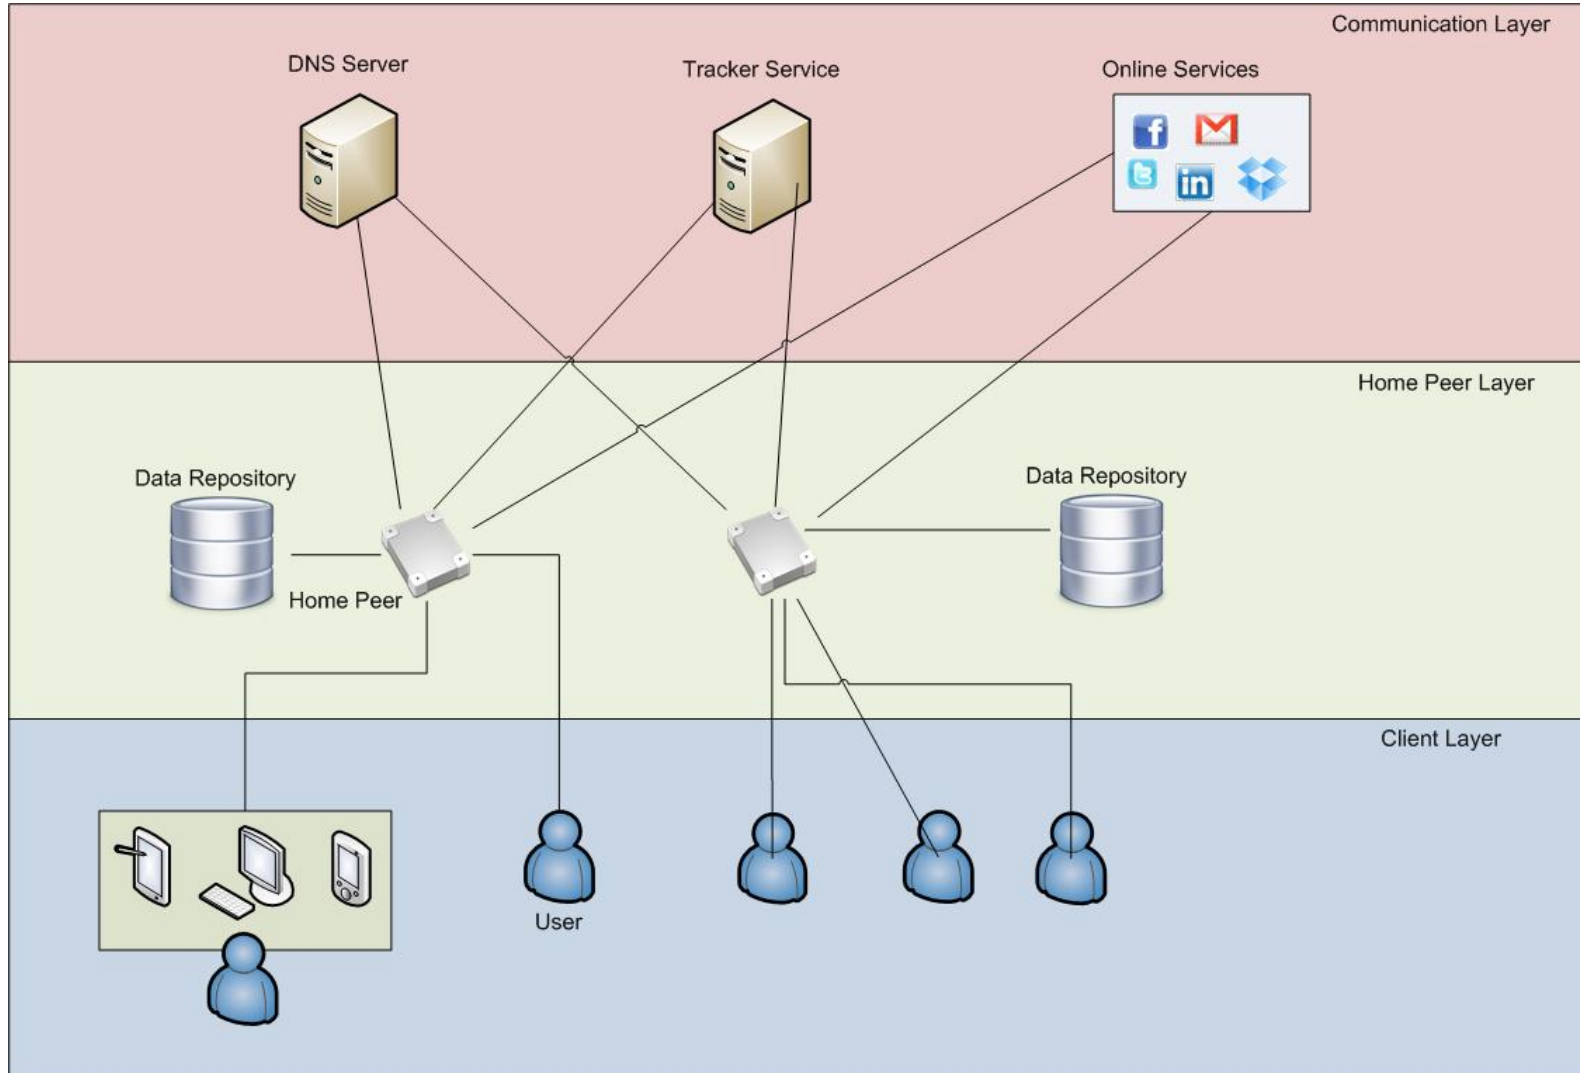 Communication Layer
DNS Server
Tracker Service
Online Services
f
in
Home Peer Layer
Data Repository
Data Repository
Home Peer
Client Layer
User